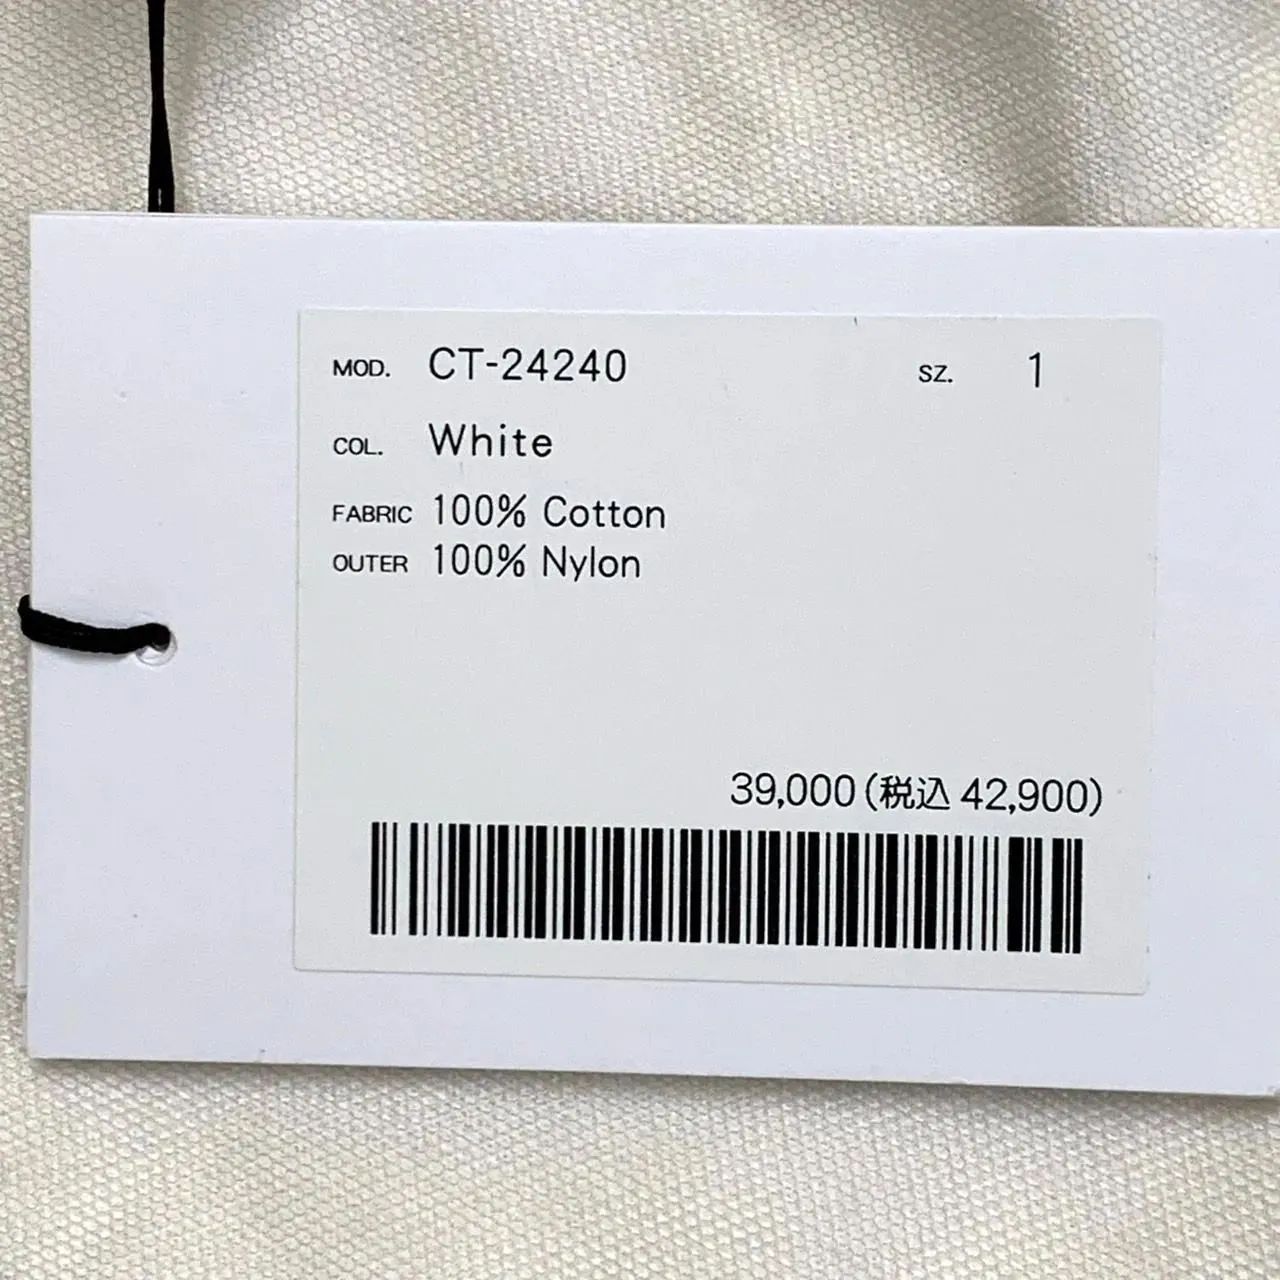 MOD. CT-24240 SZ. 1
COL. White
FABRIC 100% Cotton
OUTER 100% Nylon
39,000(税込 42,900)